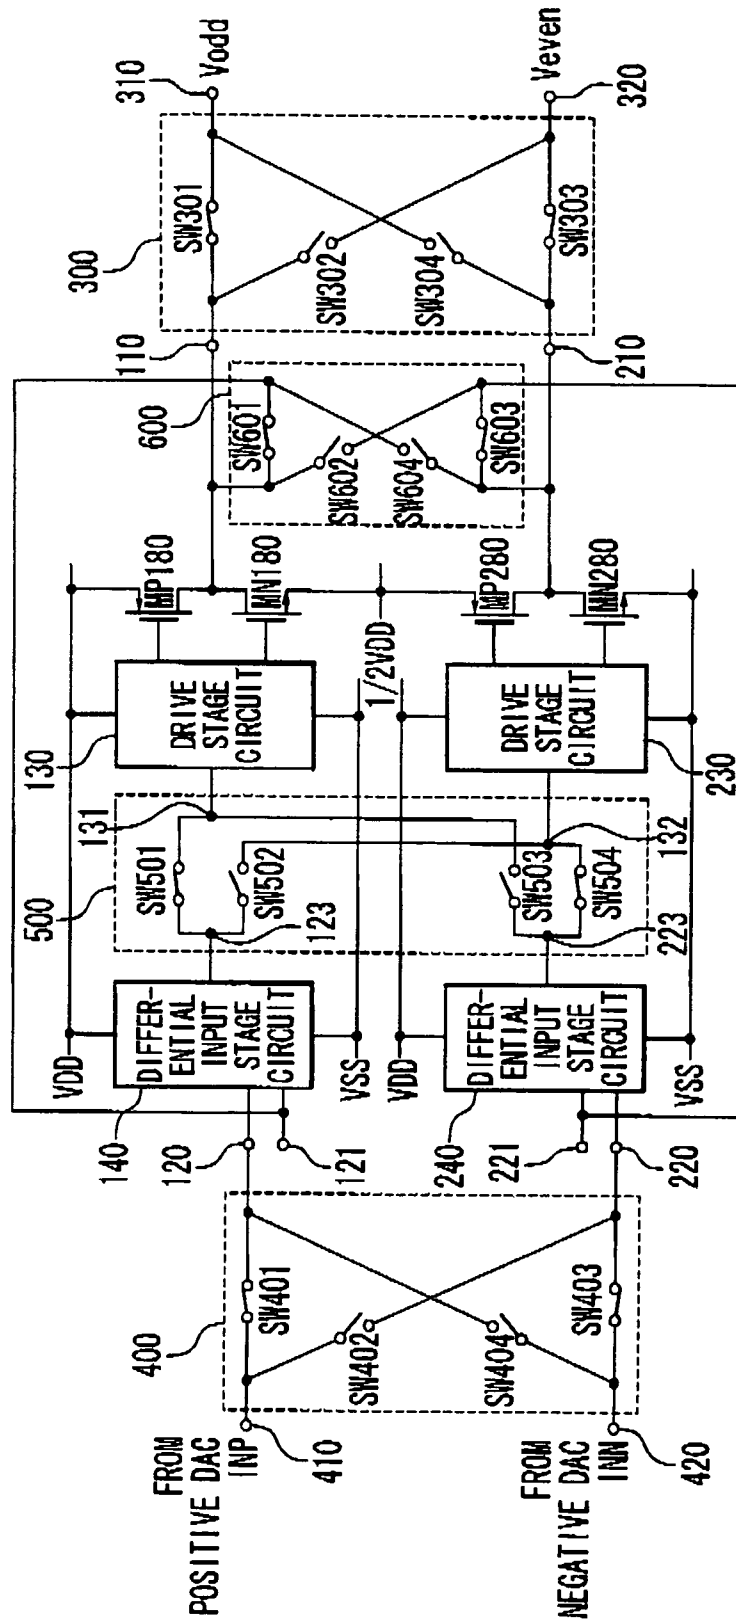 FROM
POSITIVE DAC
INP
410
FROM
NEGATIVE DAC
INN
420
400
SW401
SW402
SW404
SW403
120
121
221
220
140
DIFFER-
ENTIAL
INPUT
STAGE
CIRCUIT
VDD
VSS
240
DIFFER-
ENTIAL
INPUT
STAGE
CIRCUIT
VDD
VSS
500
SW501
SW502
SW503
SW504
123
223
131
132
130
DRIVE
STAGE
CIRCUIT
230
DRIVE
STAGE
CIRCUIT
1/2VDD
MP180
MN180
MP280
MN280
600
SW601
SW602
SW604
SW603
110
210
300
SW301
SW302
SW304
SW303
310
Vodd
320
Veven